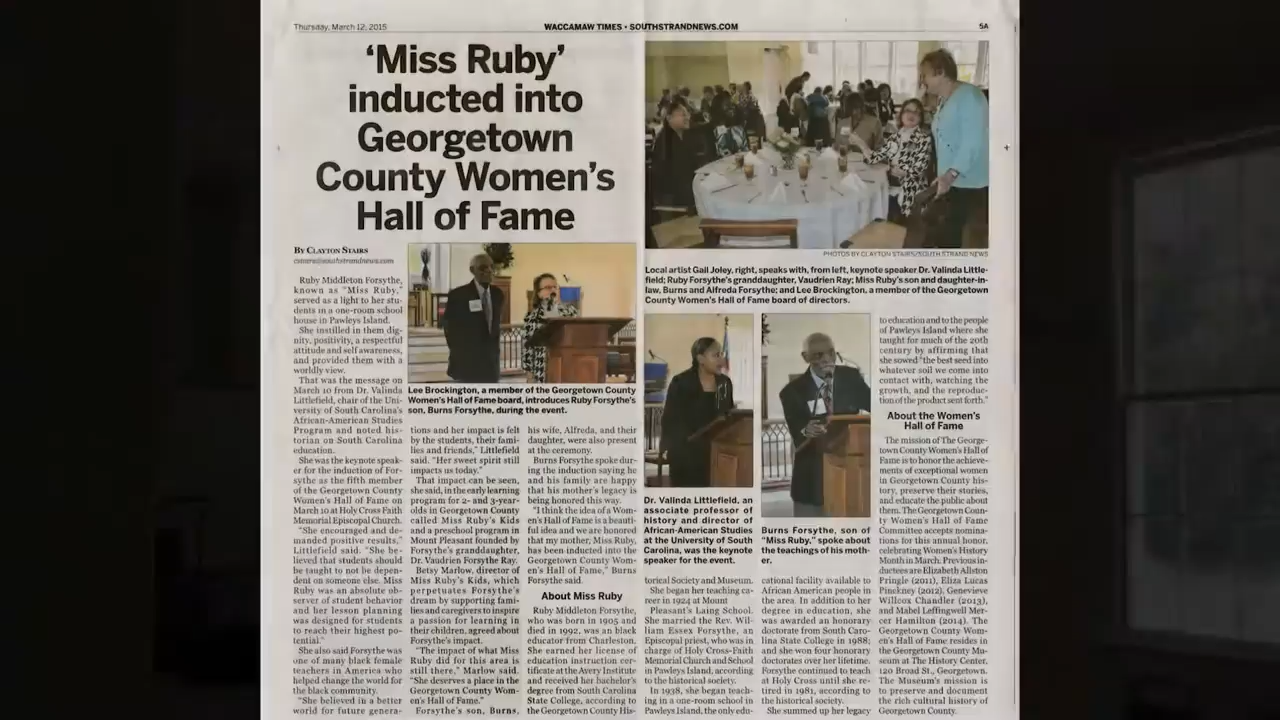 Thursday, March 12, 2015
WACCAMAW TIMES • SOUTHSTRANDNEWS.COM
5A
'Miss Ruby'
inducted into
Georgetown
County Women's
Hall of Fame
BY CLAYTON STAIRS
Ruby Middleton Forsythe,
known as "Miss Ruby,"
served as a light to her stu-
dents in a one-room school
house in Pawleys Island.
She instilled in them dig-
nity, positivity, a respectful
attitude and self awareness,
and provided them with a
worldly view.
That was the message on
March 10 from Dr. Valinda
Littlefield, chair of the Uni-
versity of South Carolina's
African-American Studies
Program and noted his-
torian on South Carolina
education.
She was the keynote speak-
er for the induction of For-
sythe as the fifth member
of the Georgetown County
Women's Hall of Fame on
March 10 at Holy Cross Faith
Memorial Episcopal Church.
"She encouraged and de-
manded positive results,"
Littlefield said. "She be-
lieved that students should
be taught to not be depen-
dent on someone else. Miss
Ruby was an absolute ob-
server of student behavior
and her lesson planning
was designed for students
to reach their highest po-
tential."
She also said Forsythe was
one of many black female
teachers in America who
helped change the world for
the black community.
"She believed in a better
world for future genera-
Lee Brockington, a member of the Georgetown County
Women's Hall of Fame board, introduces Ruby Forsythe's
son, Burns Forsythe, during the event.
tions and her impact is felt
by the students, their fami-
lies and friends," Littlefield
said. "Her sweet spirit still
impacts us today."
That impact can be seen,
she said, in the early learning
program for 2- and 3-year-
olds in Georgetown County
called Miss Ruby's Kids
and a preschool program in
Mount Pleasant founded by
Forsythe's granddaughter,
Dr. Vaudrien Forsythe Ray.
Betsy Marlow, director of
Miss Ruby's Kids, which
perpetuates Forsythe's
dream by supporting fami-
lies and caregivers to inspire
a passion for learning in
their children, agreed about
Forsythe's impact.
"The impact of what Miss
Ruby did for this area is
still there," Marlow said.
"She deserves a place in the
Georgetown County Wom-
en's Hall of Fame."
Forsythe's son, Burns,
his wife, Alfreda, and their
daughter, were also present
at the ceremony.
Burns Forsythe spoke dur-
ing the induction saying he
and his family are happy
that his mother's legacy is
being honored this way.
"I think the idea of a Wom-
en's Hall of Fame is a beauti-
ful idea and we are honored
that my mother, Miss Ruby,
has been inducted into the
Georgetown County Wom-
en's Hall of Fame," Burns
Forsythe said.
About Miss Ruby
Ruby Middleton Forsythe,
who was born in 1905 and
died in 1992, was an black
educator from Charleston.
She earned her license of
education instruction cer-
tificate at the Avery Institute
and received her bachelor's
degree from South Carolina
State College, according to
the Georgetown County His-
PHOTOS BY CLAYTON STAIRS/SOUTH STRAND NEWS
Local artist Gail Joley, right, speaks with, from left, keynote speaker Dr. Valinda Little-
field; Ruby Forsythe's granddaughter, Vaudrien Ray; Miss Ruby's son and daughter-in-
law, Burns and Alfreda Forsythe; and Lee Brockington, a member of the Georgetown
County Women's Hall of Fame board of directors.
Dr. Valinda Littlefield, an
associate professor of
history and director of
African-American Studies
at the University of South
Carolina, was the keynote
speaker for the event.
Burns Forsythe, son of
"Miss Ruby," spoke about
the teachings of his moth-
er.
torical Society and Museum.
She began her teaching ca-
reer in 1924 at Mount
Pleasant's Laing School.
She married the Rev. Wil-
liam Essex Forsythe, an
Episcopal priest, who was in
charge of Holy Cross-Faith
Memorial Church and School
in Pawleys Island, according
to the historical society.
In 1938, she began teach-
ing in a one-room school in
Pawleys Island, the only edu-
cational facility available to
African American people in
the area. In addition to her
degree in education, she
was awarded an honorary
doctorate from South Caro-
lina State College in 1988;
and she won four honorary
doctorates over her lifetime.
Forsythe continued to teach
at Holy Cross until she re-
tired in 1981, according to
the historical society.
She summed up her legacy
to education and to the people
of Pawleys Island where she
taught for much of the 20th
century by affirming that
she sowed "the best seed into
whatever soil we come into
contact with, watching the
growth, and the reproduc-
tion of the product sent forth."
About the Women's
Hall of Fame
The mission of The George-
town County Women's Hall of
Fame is to honor the achieve-
ments of exceptional women
in Georgetown County his-
tory, preserve their stories,
and educate the public about
them. The Georgetown Coun-
ty Women's Hall of Fame
Committee accepts nomina-
tions for this annual honor,
celebrating Women's History
Month in March. Previous in-
ductees are Elizabeth Allston
Pringle (2011), Eliza Lucas
Pinckney (2012), Genevieve
Willcox Chandler (2013),
and Mabel Leffingwell Mer-
cer Hamilton (2014). The
Georgetown County Wom-
en's Hall of Fame resides in
the Georgetown County Mu-
seum at The History Center,
120 Broad St., Georgetown.
The Museum's mission is
to preserve and document
the rich cultural history of
Georgetown County.